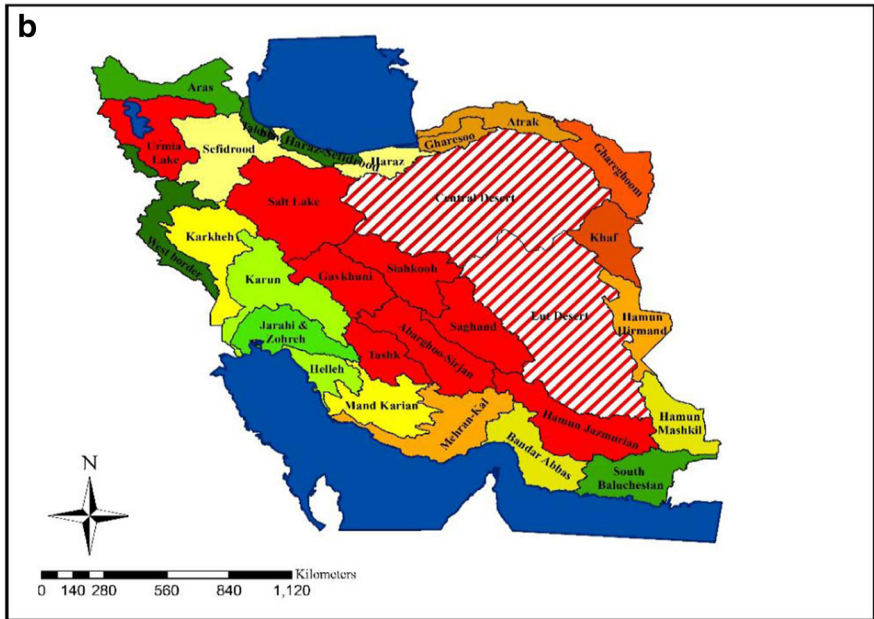 b
Aras
Urmia
Lake
Sefidrood
Haraz-Sefidrood
Haraz
Gharesoo
Atrak
Ghareghoom
Salt Lake
Central Desert
Karkheh
West border
Khaf
Karun
Gavkhuni
Siahkooh
Lut Desert
Hamun
Hirmand
Saghand
Jarahi &
Zohreh
Abarghoo-Sirjan
Tashk
Helleh
Mand Karian
Mehran-Kal
Hamun Jazmurian
Hamun
Mashkil
Bandar Abbas
South
Baluchestan
N
Kilometers
0 140 280 560 840 1,120